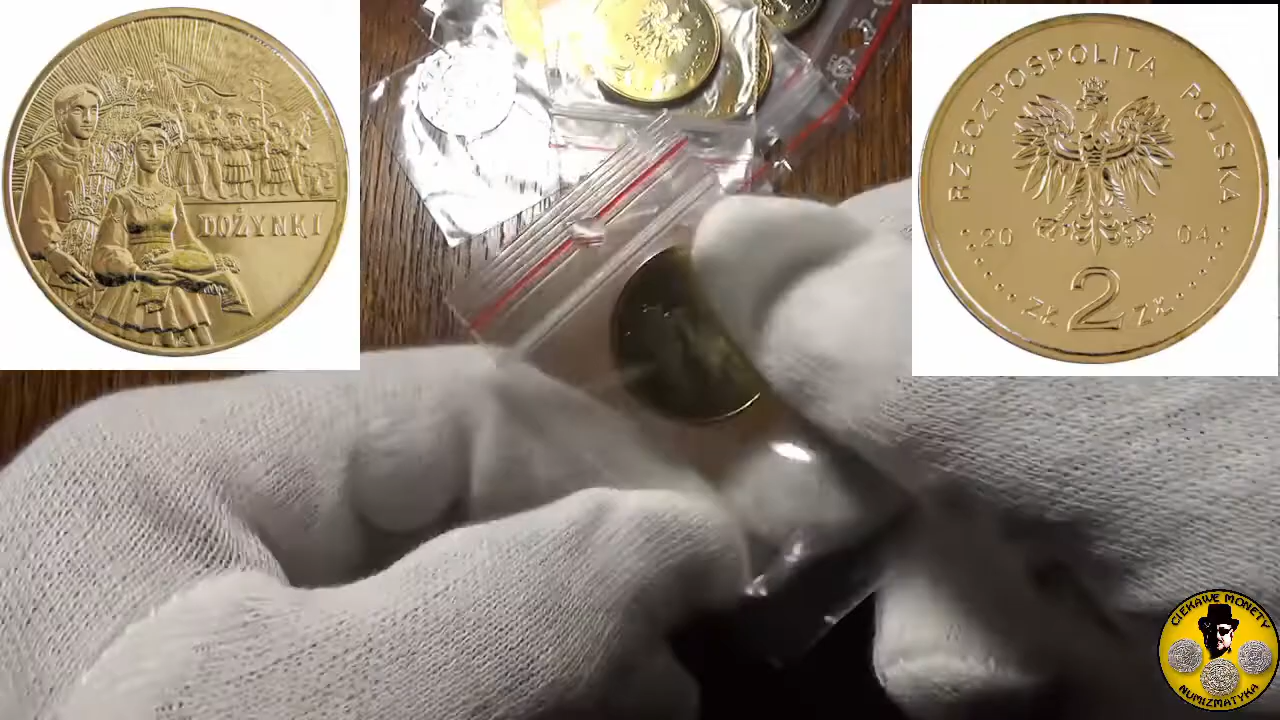 DOŻYNKI
RZECZPOSPOLITA POLSKA
20 04
ZŁ 2 ZŁ
CIEKAWE MONETY
NUMIZMATYKA